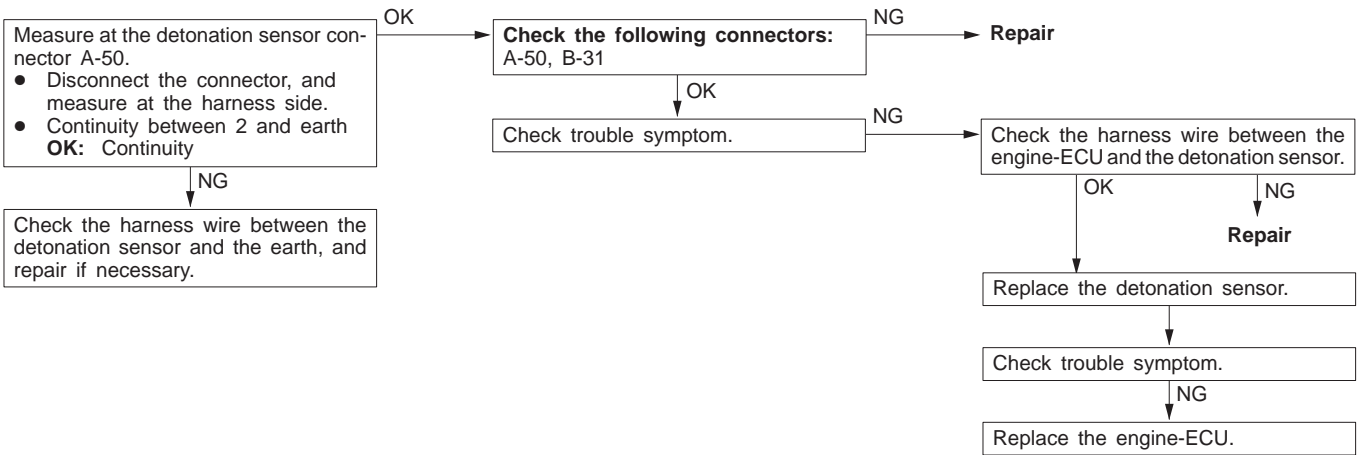 Measure at the detonation sensor con-
nector A-50.
● Disconnect the connector, and
measure at the harness side.
● Continuity between 2 and earth
OK: Continuity
NG
Check the harness wire between the
detonation sensor and the earth, and
repair if necessary.
OK
Check the following connectors:
A-50, B-31
NG
Repair
OK
Check trouble symptom.
NG
Check the harness wire between the
engine-ECU and the detonation sensor.
OK
NG
Repair
Replace the detonation sensor.
Check trouble symptom.
NG
Replace the engine-ECU.